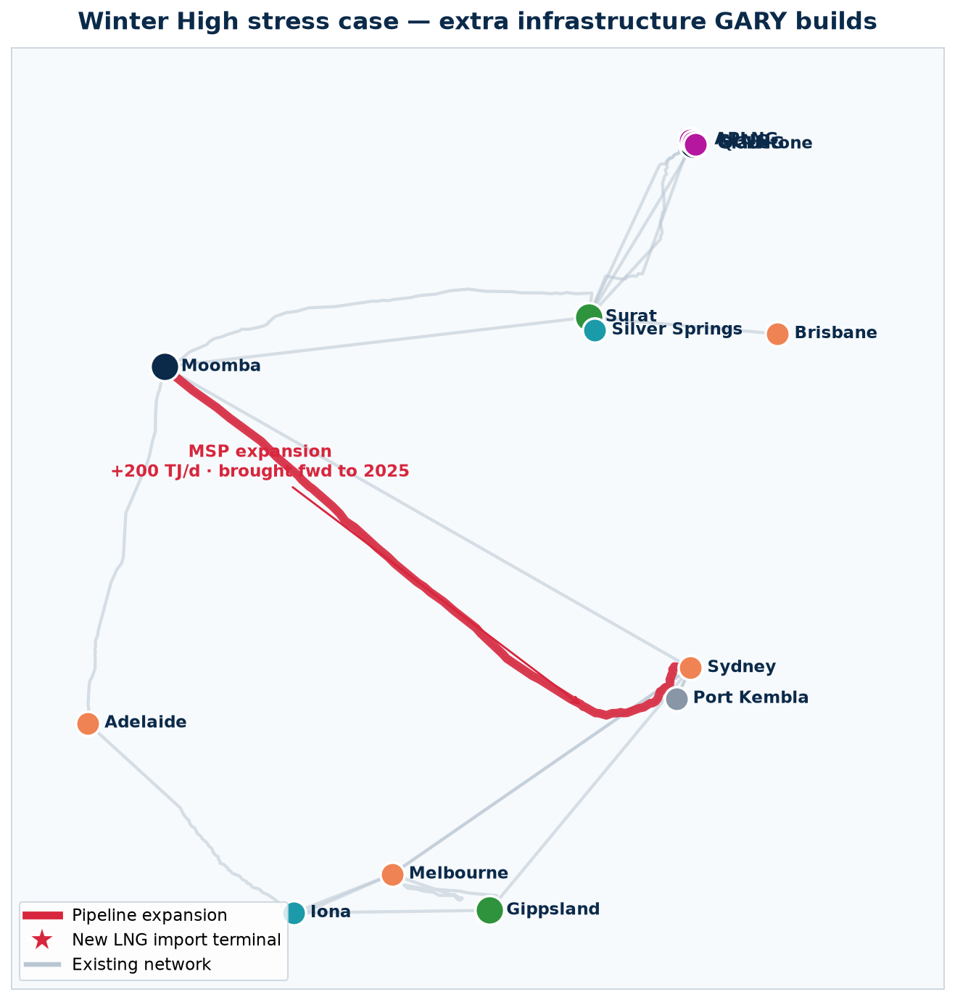 Winter High stress case — extra infrastructure GARY builds
Gladstone
Surat
Silver Springs
Brisbane
Moomba
MSP expansion
+200 TJ/d · brought fwd to 2025
Sydney
Port Kembla
Adelaide
Melbourne
Gippsland
Iona
Pipeline expansion
New LNG import terminal
Existing network